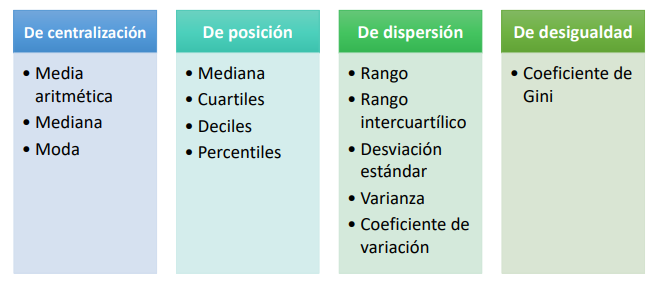 De centralización
• Media
aritmética
• Mediana
• Moda
De posición
• Mediana
• Cuartiles
• Deciles
• Percentiles
De dispersión
• Rango
• Rango
intercuartílico
• Desviación
estándar
• Varianza
• Coeficiente de
variación
De desigualdad
• Coeficiente de
Gini